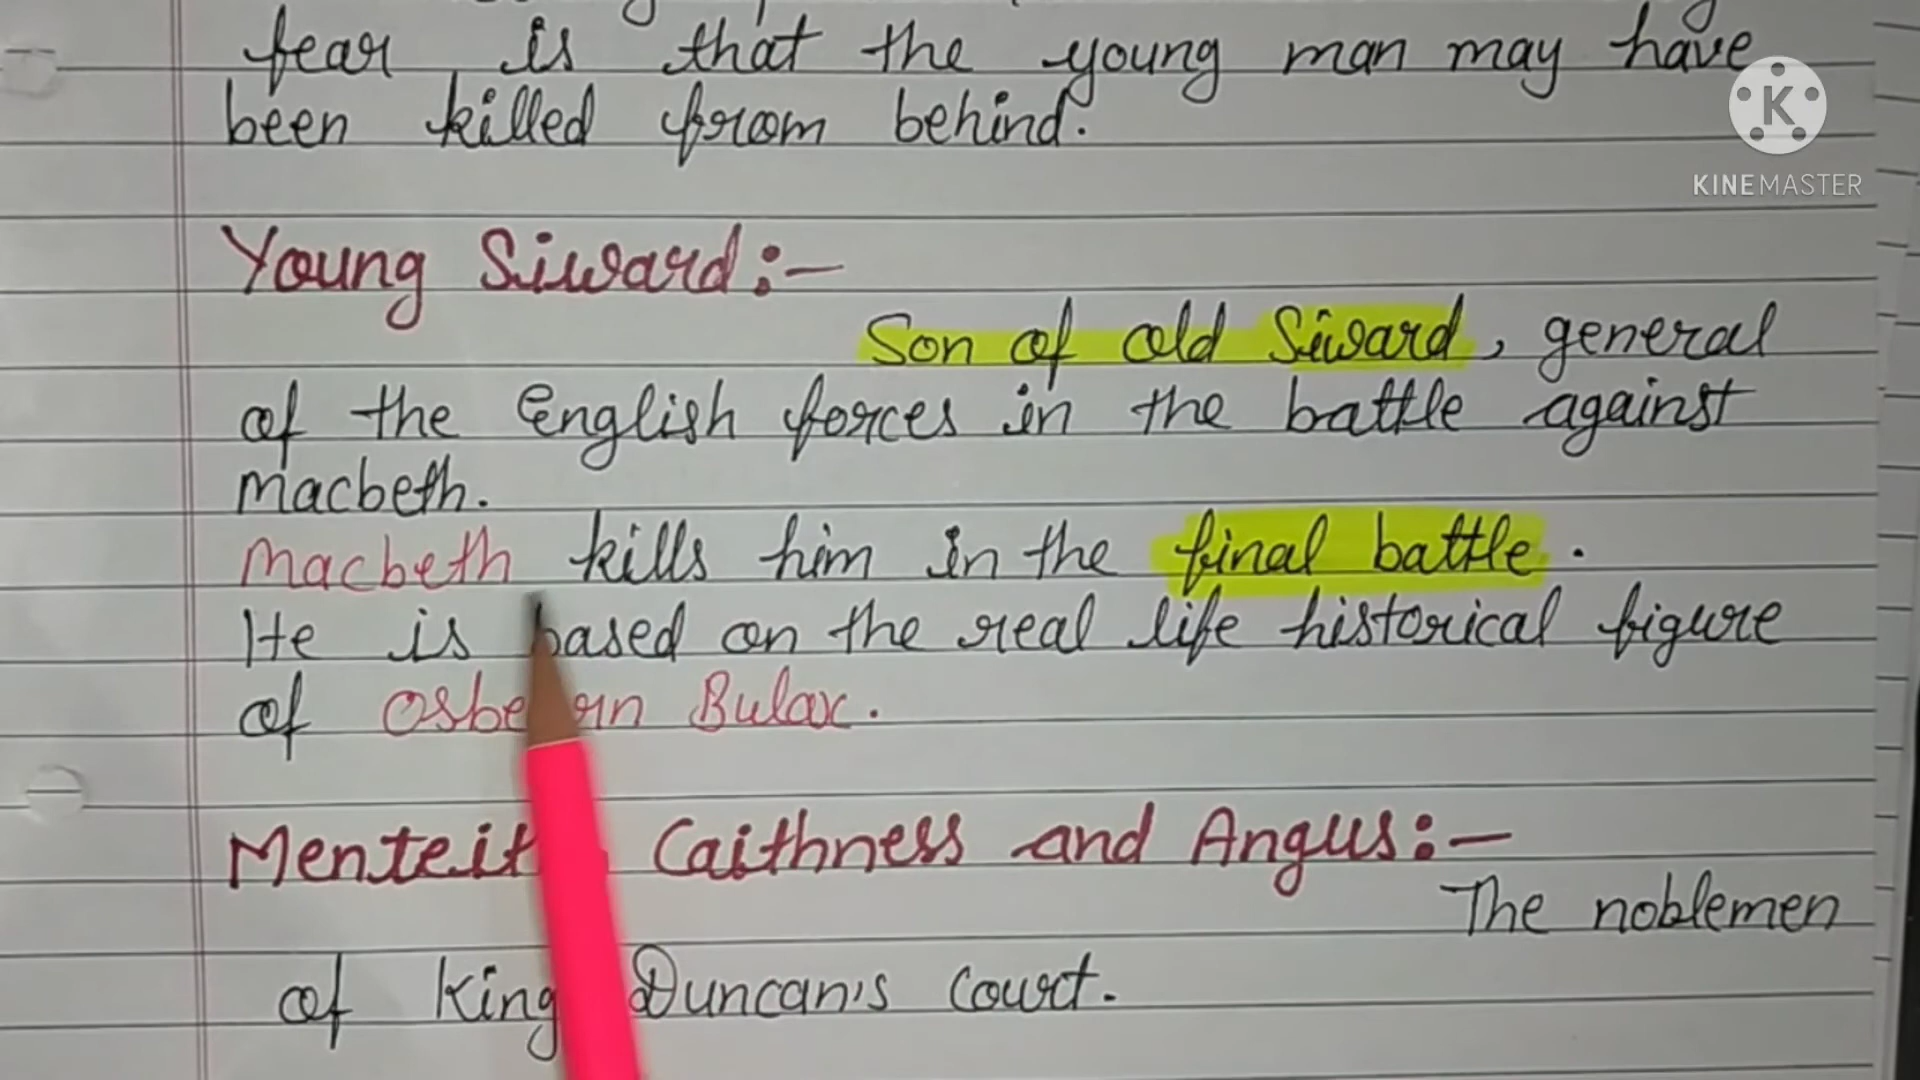 fear is that the young man may have
been killed from behind.
K
KINEMASTER
Young Siward:-
Son of old Siward, general
of the English forces in the battle against
Macbeth.
Macbeth kills him in the final battle.
He is based on the real life historical figure
of Bulax.
Caithness and Angus:-
The noblemen
of King Duncan's court.